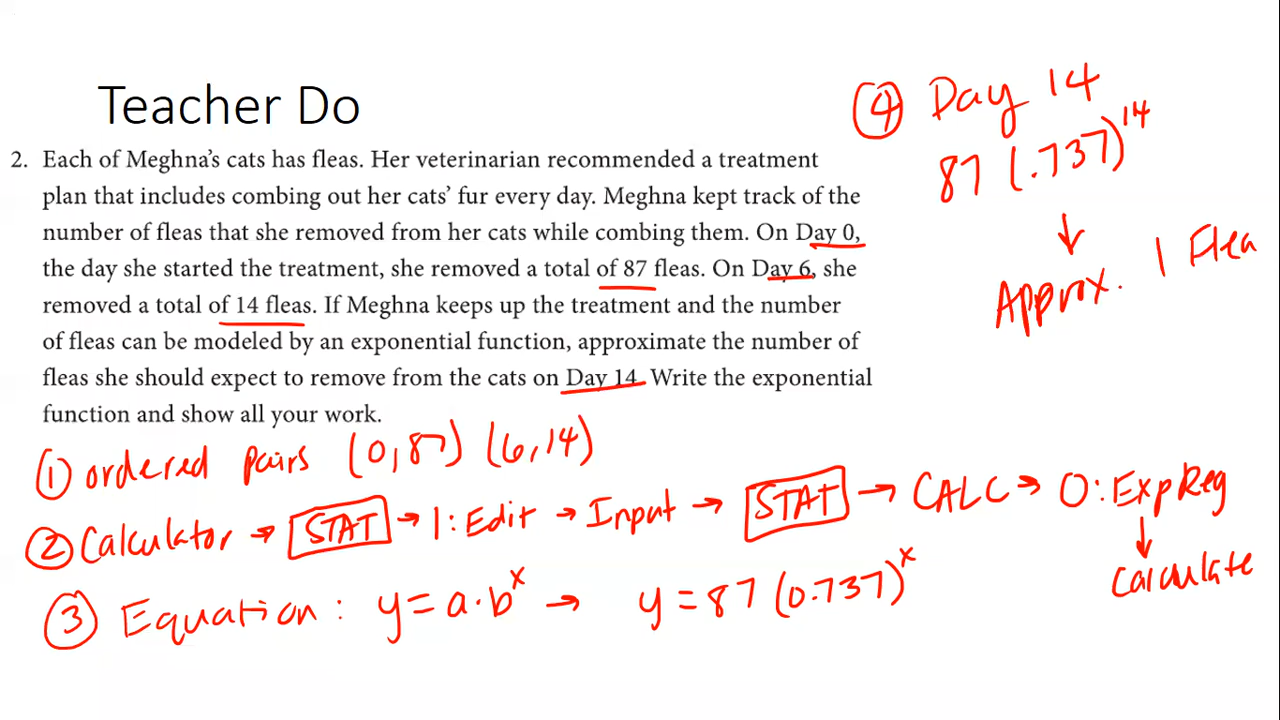 Teacher Do
2. Each of Meghna's cats has fleas. Her veterinarian recommended a treatment
plan that includes combing out her cats' fur every day. Meghna kept track of the
number of fleas that she removed from her cats while combing them. On Day 0,
the day she started the treatment, she removed a total of 87 fleas. On Day 6, she
removed a total of 14 fleas. If Meghna keeps up the treatment and the number
of fleas can be modeled by an exponential function, approximate the number of
fleas she should expect to remove from the cats on Day 14. Write the exponential
function and show all your work.
① ordered pairs (0,87) (6,14)
② Calculator → STAT → 1:Edit → Input → STAT → CALC → 0:ExpReg
↓
Calculate
③ Equation: y = a·b^x → y = 87 (0.737)^x
④ Day 14
87 (.737)^14
↓
Approx. 1 Flea